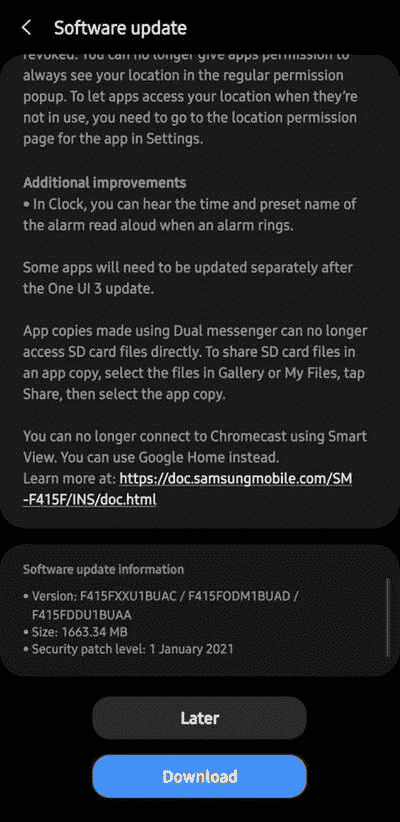 Software update
revoked. You can no longer give apps permission to
always see your location in the regular permission
popup. To let apps access your location when they're
not in use, you need to go to the location permission
page for the app in Settings.
Additional improvements
• In Clock, you can hear the time and preset name of
the alarm read aloud when an alarm rings.
Some apps will need to be updated separately after
the One UI 3 update.
App copies made using Dual messenger can no longer
access SD card files directly. To share SD card files in
an app copy, select the files in Gallery or My Files, tap
Share, then select the app copy.
You can no longer connect to Chromecast using Smart
View. You can use Google Home instead.
Learn more at: https://doc.samsungmobile.com/SM
-F415F/INS/doc.html
Software update information
• Version: F415FXXU1BUAC / F415FODM1BUAD /
F415FDDU1BUAA
• Size: 1663.34 MB
• Security patch level: 1 January 2021
Later
Download